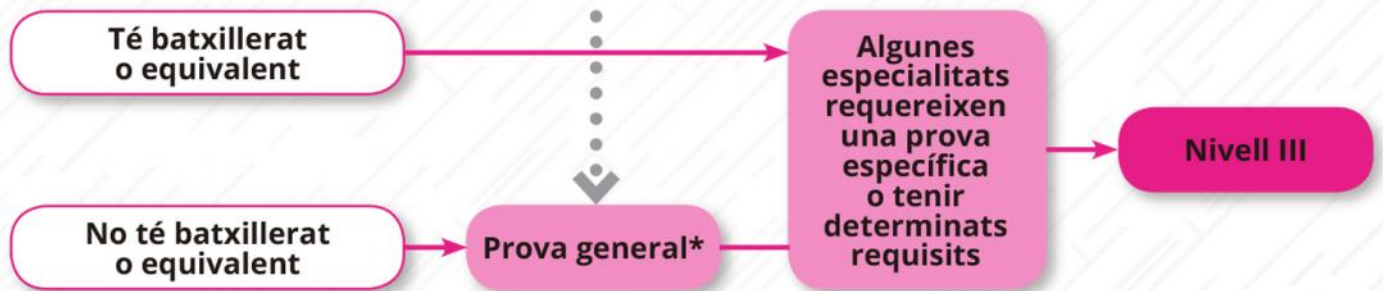 Té batxillerat
o equivalent
Algunes
especialitats
requereixen
una prova
específica
o tenir
determinats
requisits
Nivell III
No té batxillerat
o equivalent
Prova general*